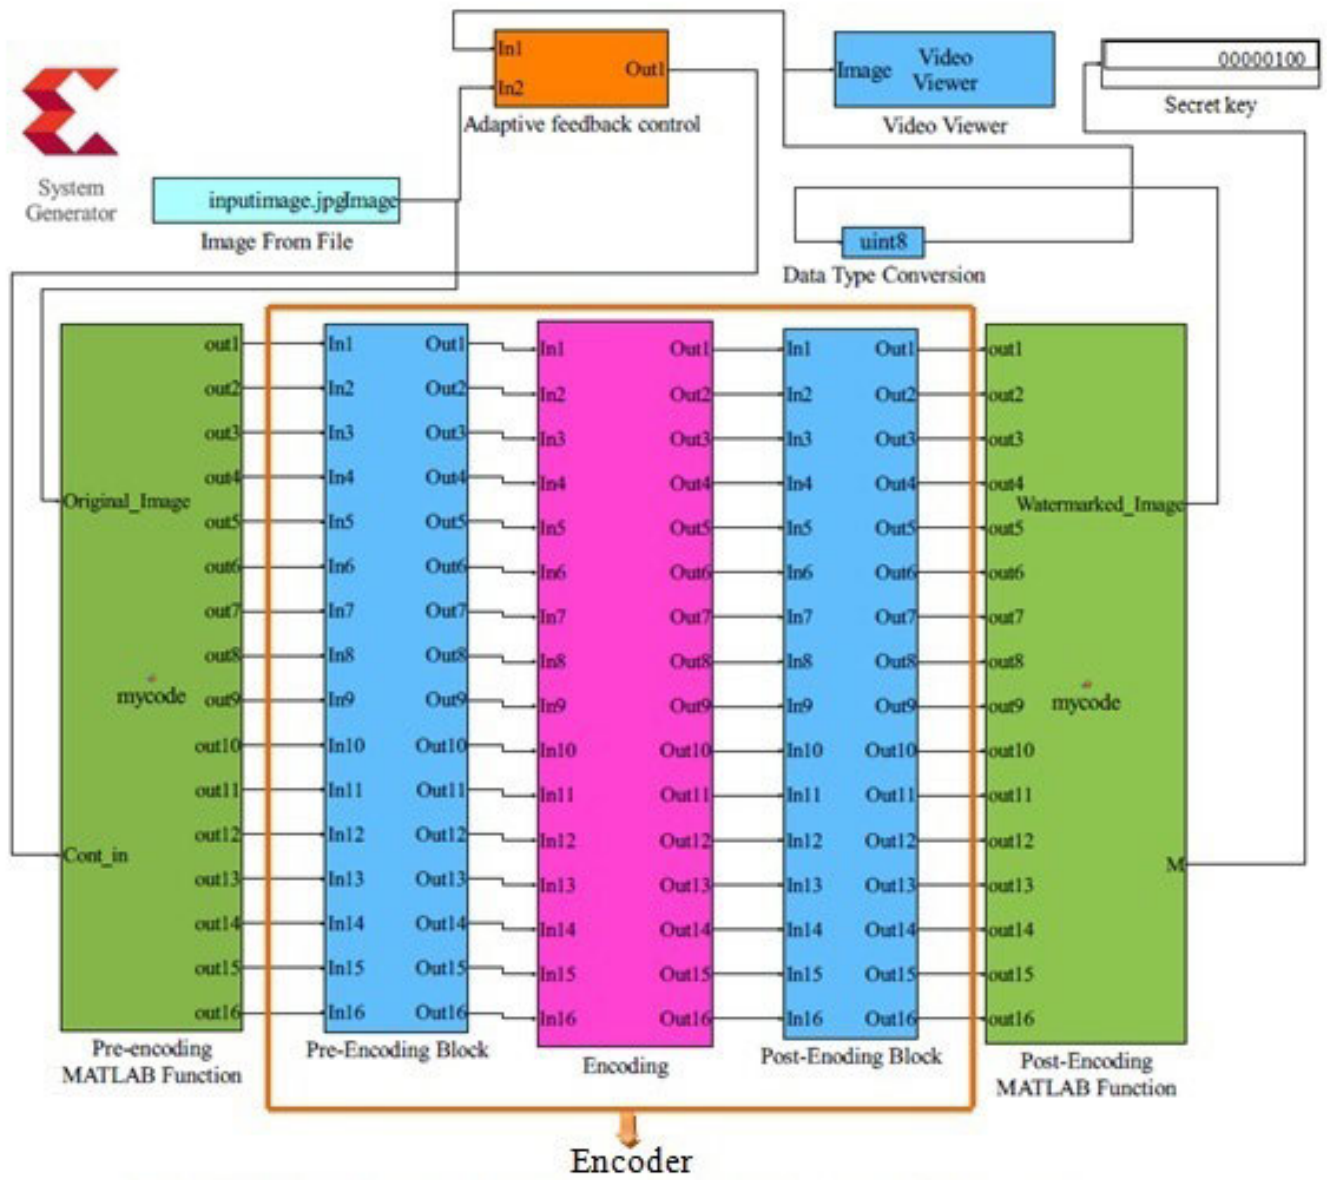 In1
In2
Out1
Adaptive feedback control
Image
Video
Viewer
Video Viewer
00000100
Secret key
System
Generator
inputimage.jpgImage
Image From File
uint8
Data Type Conversion
Original_Image
mycode
Cont_in
out1
out2
out3
out4
out5
out6
out7
out8
out9
out10
out11
out12
out13
out14
out15
out16
Pre-encoding
MATLAB Function
In1
In2
In3
In4
In5
In6
In7
In8
In9
In10
In11
In12
In13
In14
In15
In16
Out1
Out2
Out3
Out4
Out5
Out6
Out7
Out8
Out9
Out10
Out11
Out12
Out13
Out14
Out15
Out16
Pre-Encoding Block
In1
In2
In3
In4
In5
In6
In7
In8
In9
In10
In11
In12
In13
In14
In15
In16
Out1
Out2
Out3
Out4
Out5
Out6
Out7
Out8
Out9
Out10
Out11
Out12
Out13
Out14
Out15
Out16
Encoding
In1
In2
In3
In4
In5
In6
In7
In8
In9
In10
In11
In12
In13
In14
In15
In16
Out1
Out2
Out3
Out4
Out5
Out6
Out7
Out8
Out9
Out10
Out11
Out12
Out13
Out14
Out15
Out16
Post-Enoding Block
out1
out2
out3
out4
out5
out6
out7
out8
out9
out10
out11
out12
out13
out14
out15
out16
Watermarked_Image
mycode
M
Post-Encoding
MATLAB Function
Encoder